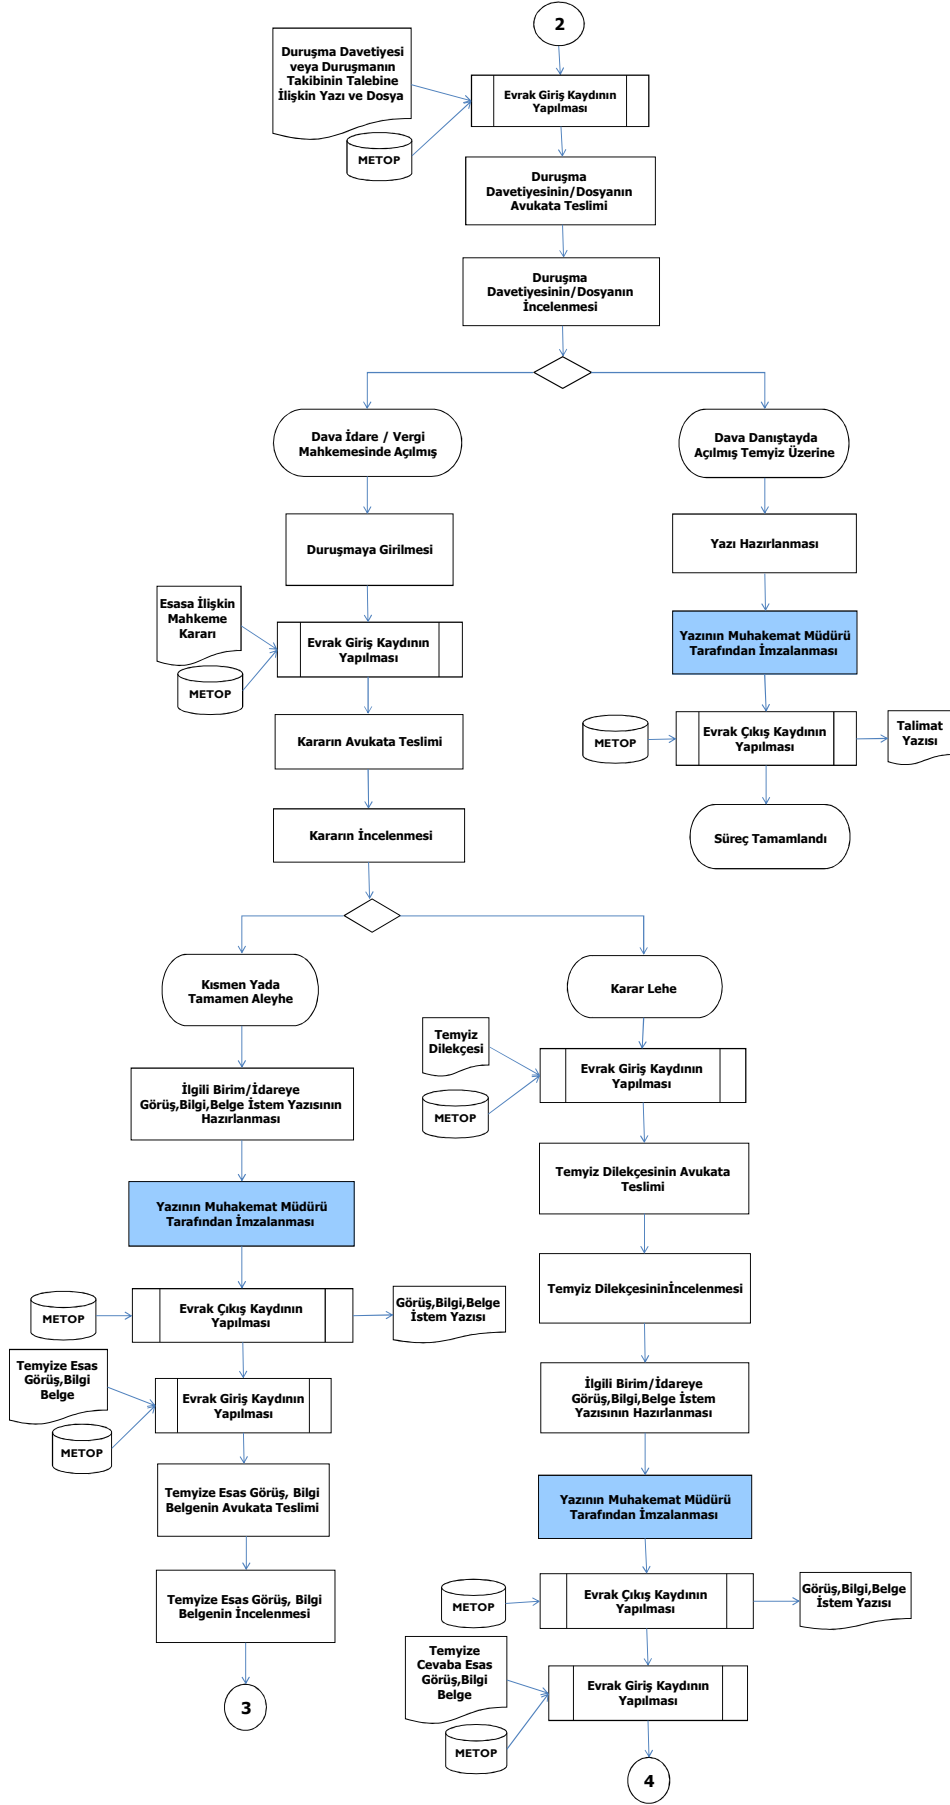 2
Duruşma Davetiyesi
veya Duruşmanın
Takibinin Talebine
İlişkin Yazı ve Dosya
METOP
Evrak Giriş Kaydının
Yapılması
Duruşma
Davetiyesinin/Dosyanın
Avukata Teslimi
Duruşma
Davetiyesinin/Dosyanın
İncelenmesi
Dava İdare / Vergi
Mahkemesinde Açılmış
Dava Danıştayda
Açılmış Temyiz Üzerine
Duruşmaya Girilmesi
Yazı Hazırlanması
Esasa İlişkin
Mahkeme
Kararı
METOP
Evrak Giriş Kaydının
Yapılması
Yazının Muhakemat Müdürü
Tarafından İmzalanması
Kararın Avukata Teslimi
METOP
Evrak Çıkış Kaydının
Yapılması
Talimat
Yazısı
Kararın İncelenmesi
Süreç Tamamlandı
Kısmen Yada
Tamamen Aleyhe
Karar Lehe
İlgili Birim/İdareye
Görüş,Bilgi,Belge İstem Yazısının
Hazırlanması
Temyiz
Dilekçesi
METOP
Evrak Giriş Kaydının
Yapılması
Yazının Muhakemat Müdürü
Tarafından İmzalanması
Temyiz Dilekçesinin Avukata
Teslimi
METOP
Evrak Çıkış Kaydının
Yapılması
Görüş,Bilgi,Belge
İstem Yazısı
Temyiz Dilekçesininİncelenmesi
Temyize Esas
Görüş,Bilgi
Belge
METOP
Evrak Giriş Kaydının
Yapılması
İlgili Birim/İdareye
Görüş,Bilgi,Belge İstem
Yazısının Hazırlanması
Temyize Esas Görüş, Bilgi
Belgenin Avukata Teslimi
Yazının Muhakemat Müdürü
Tarafından İmzalanması
Temyize Esas Görüş, Bilgi
Belgenin İncelenmesi
METOP
Evrak Çıkış Kaydının
Yapılması
Görüş,Bilgi,Belge
İstem Yazısı
3
Temyize
Cevaba Esas
Görüş,Bilgi
Belge
METOP
Evrak Giriş Kaydının
Yapılması
4